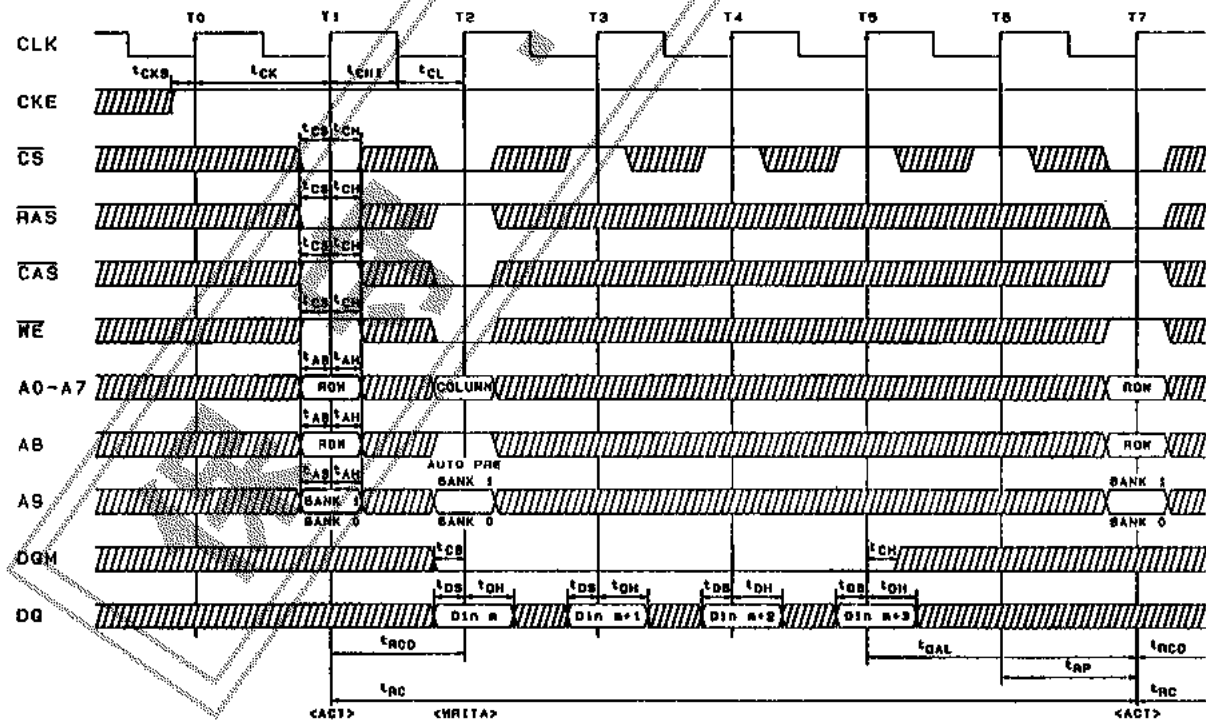 T0 T1 T2 T3 T4 T5 T6 T7
CLK
tCKS tCK tCHI tCL
CKE
tCS tCH
CS
tCS tCH
RAS
tCS tCH
CAS
tCS tCH
WE
tAS tAH
A0-A7 ROW COLUMN ROW
tAS tAH
A8 ROW ROW
tAS tAH AUTO PRE
BANK 1 BANK 1
A9 BANK 1
BANK 0 BANK 0 BANK 0
DQM tCS tCH
tDS tDH tDS tDH tDS tDH tDS tDH
DQ Din m Din m+1 Din m+2 Din m+3
tRCD tDAL tRCD
tRP
tRC tRC
<ACT> <WRITA> <ACT>